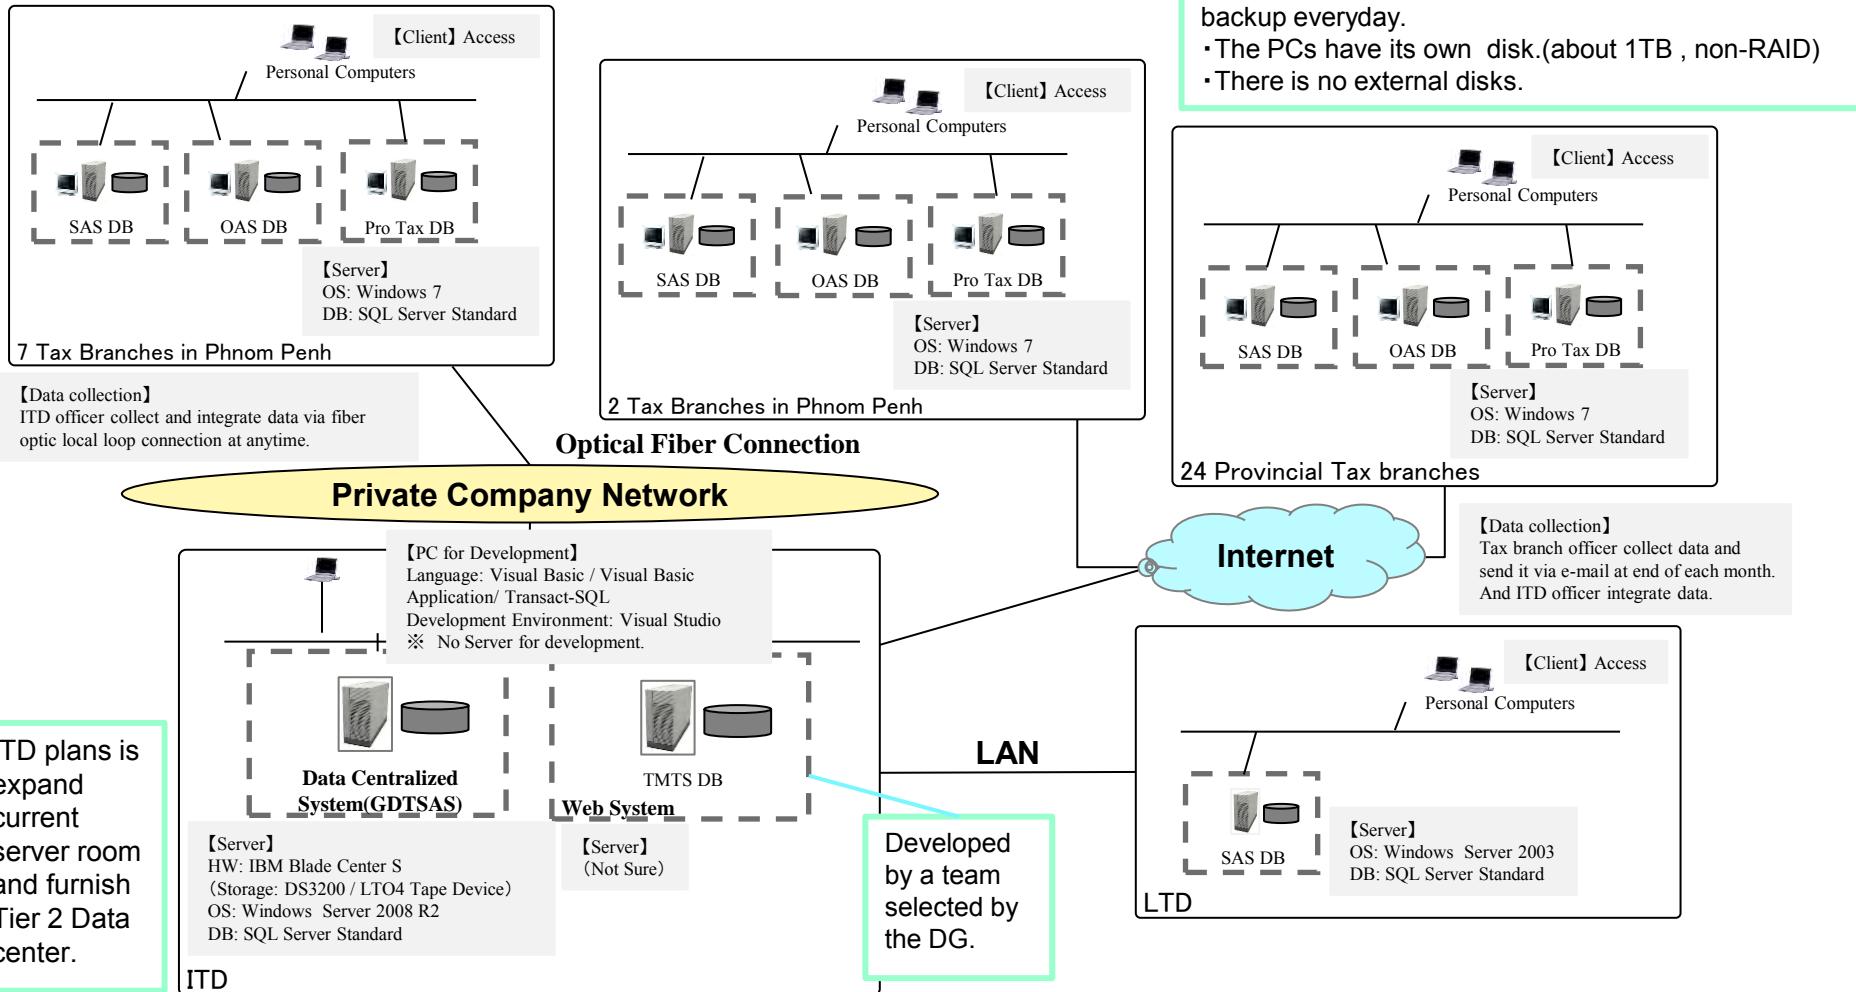 backup everyday.
・The PCs have its own disk.(about 1TB , non-RAID)
・There is no external disks.
【Client】 Access
Personal Computers
SAS DB
OAS DB
Pro Tax DB
【Server】
OS: Windows 7
DB: SQL Server Standard
7 Tax Branches in Phnom Penh
【Client】 Access
Personal Computers
SAS DB
OAS DB
Pro Tax DB
【Server】
OS: Windows 7
DB: SQL Server Standard
2 Tax Branches in Phnom Penh
【Client】 Access
Personal Computers
SAS DB
OAS DB
Pro Tax DB
【Server】
OS: Windows 7
DB: SQL Server Standard
24 Provincial Tax branches
【Data collection】
ITD officer collect and integrate data via fiber
optic local loop connection at anytime.
Optical Fiber Connection
Private Company Network
Internet
【Data collection】
Tax branch officer collect data and
send it via e-mail at end of each month.
And ITD officer integrate data.
【PC for Development】
Language: Visual Basic / Visual Basic
Application/ Transact-SQL
Development Environment: Visual Studio
※ No Server for development.
Data Centralized
System(GDTSAS)
TMTS DB
Web System
【Server】
HW: IBM Blade Center S
（Storage: DS3200 / LTO4 Tape Device）
OS: Windows Server 2008 R2
DB: SQL Server Standard
【Server】
（Not Sure）
ITD
LAN
Developed
by a team
selected by
the DG.
【Client】 Access
Personal Computers
SAS DB
【Server】
OS: Windows Server 2003
DB: SQL Server Standard
LTD
TD plans is
expand
current
server room
and furnish
Tier 2 Data
center.